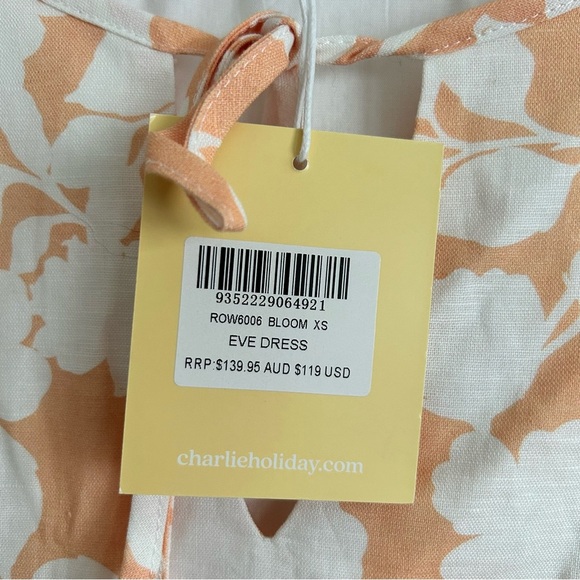 9352229064921
ROW6006 BLOOM XS
EVE DRESS
RRP:$139.95 AUD $119 USD
charlieholiday.com